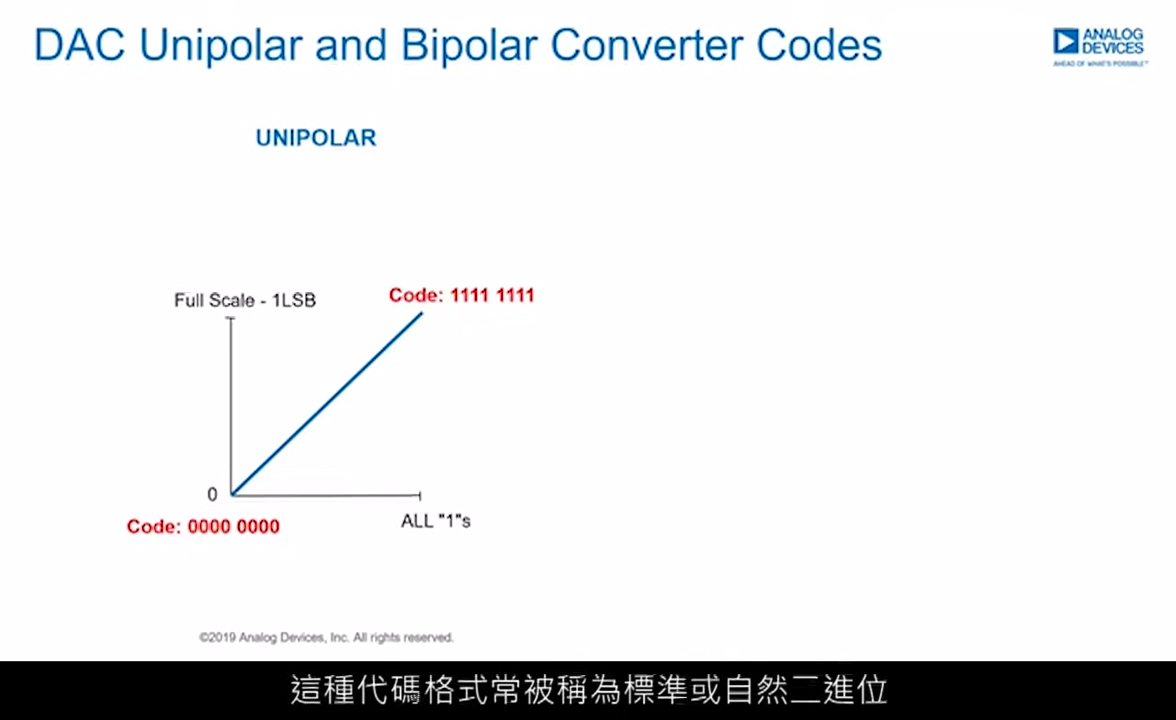 DAC Unipolar and Bipolar Converter Codes
ANALOG
DEVICES
AHEAD OF WHAT'S POSSIBLE™
UNIPOLAR
Full Scale - 1LSB
Code: 1111 1111
0
Code: 0000 0000
ALL "1"s
©2019 Analog Devices, Inc. All rights reserved.
這種代碼格式常被稱為標準或自然二進位